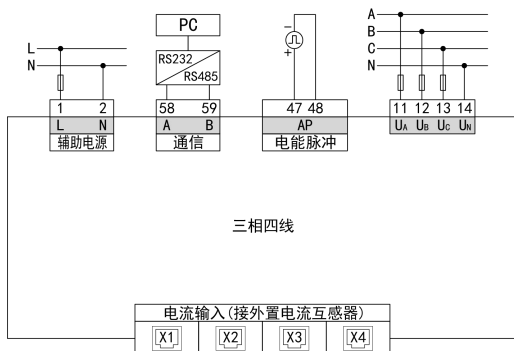 PC
RS232
RS485
L
N
A
B
C
N
1 2
L N
辅助电源
58 59
A B
通信
47 48
AP
电能脉冲
11 12 13 14
UA UB UC UN
三相四线
电流输入(接外置电流互感器)
X1 X2 X3 X4